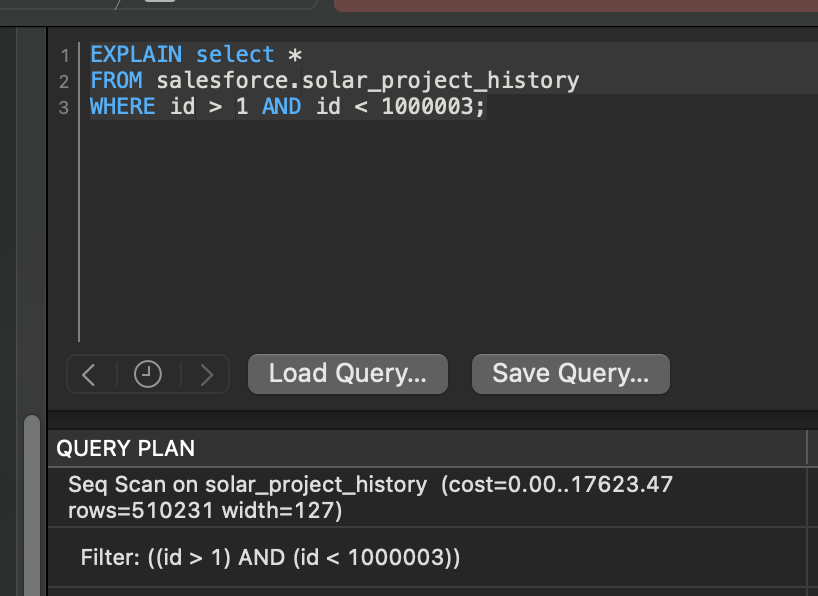 1 EXPLAIN select *
2 FROM salesforce.solar_project_history
3 WHERE id > 1 AND id < 1000003;
Load Query... Save Query...
QUERY PLAN
Seq Scan on solar_project_history (cost=0.00..17623.47
rows=510231 width=127)
Filter: ((id > 1) AND (id < 1000003))